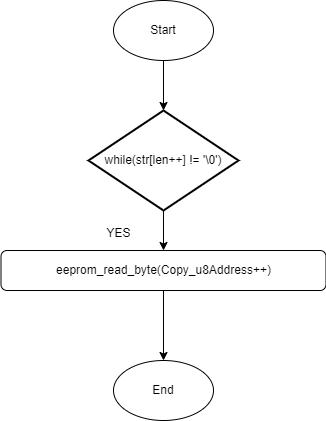 Start
while(str[len++] != '\0')
YES
eeprom_read_byte(Copy_u8Address++)
End